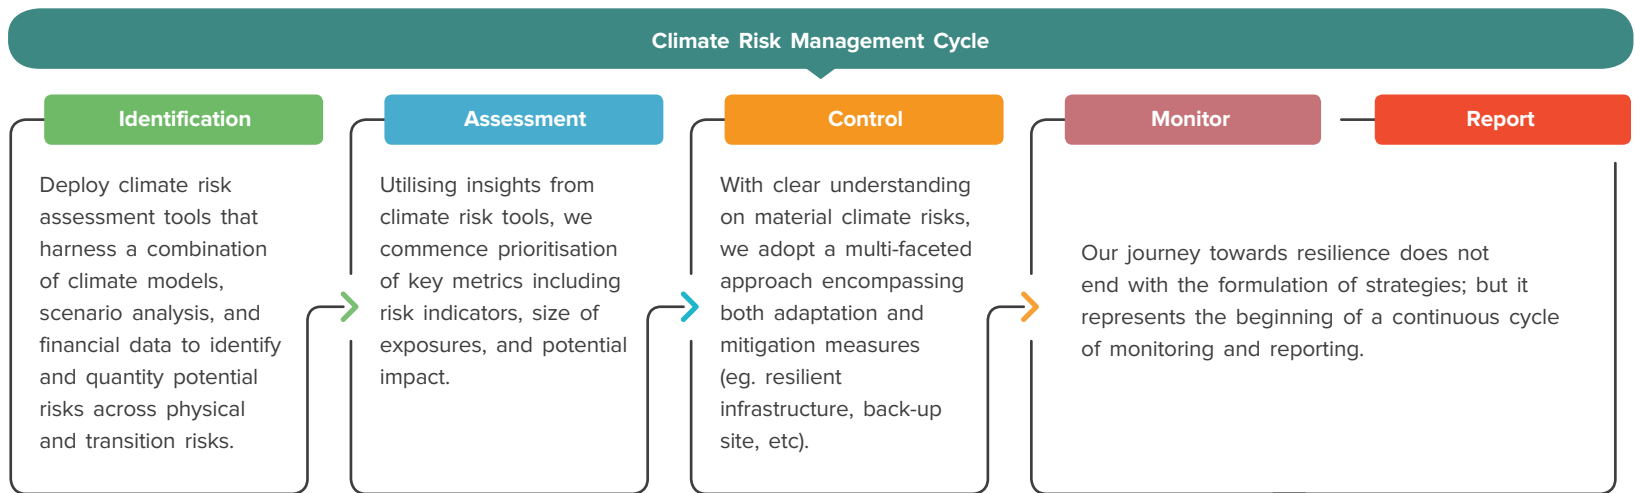 Climate Risk Management Cycle
Identification
Deploy climate risk
assessment tools that
harness a combination
of climate models,
scenario analysis, and
financial data to identify
and quantity potential
risks across physical
and transition risks.
Assessment
Utilising insights from
climate risk tools, we
commence prioritisation
of key metrics including
risk indicators, size of
exposures, and potential
impact.
Control
With clear understanding
on material climate risks,
we adopt a multi-faceted
approach encompassing
both adaptation and
mitigation measures
(eg. resilient
infrastructure, back-up
site, etc).
Monitor
Report
Our journey towards resilience does not
end with the formulation of strategies; but it
represents the beginning of a continuous cycle
of monitoring and reporting.